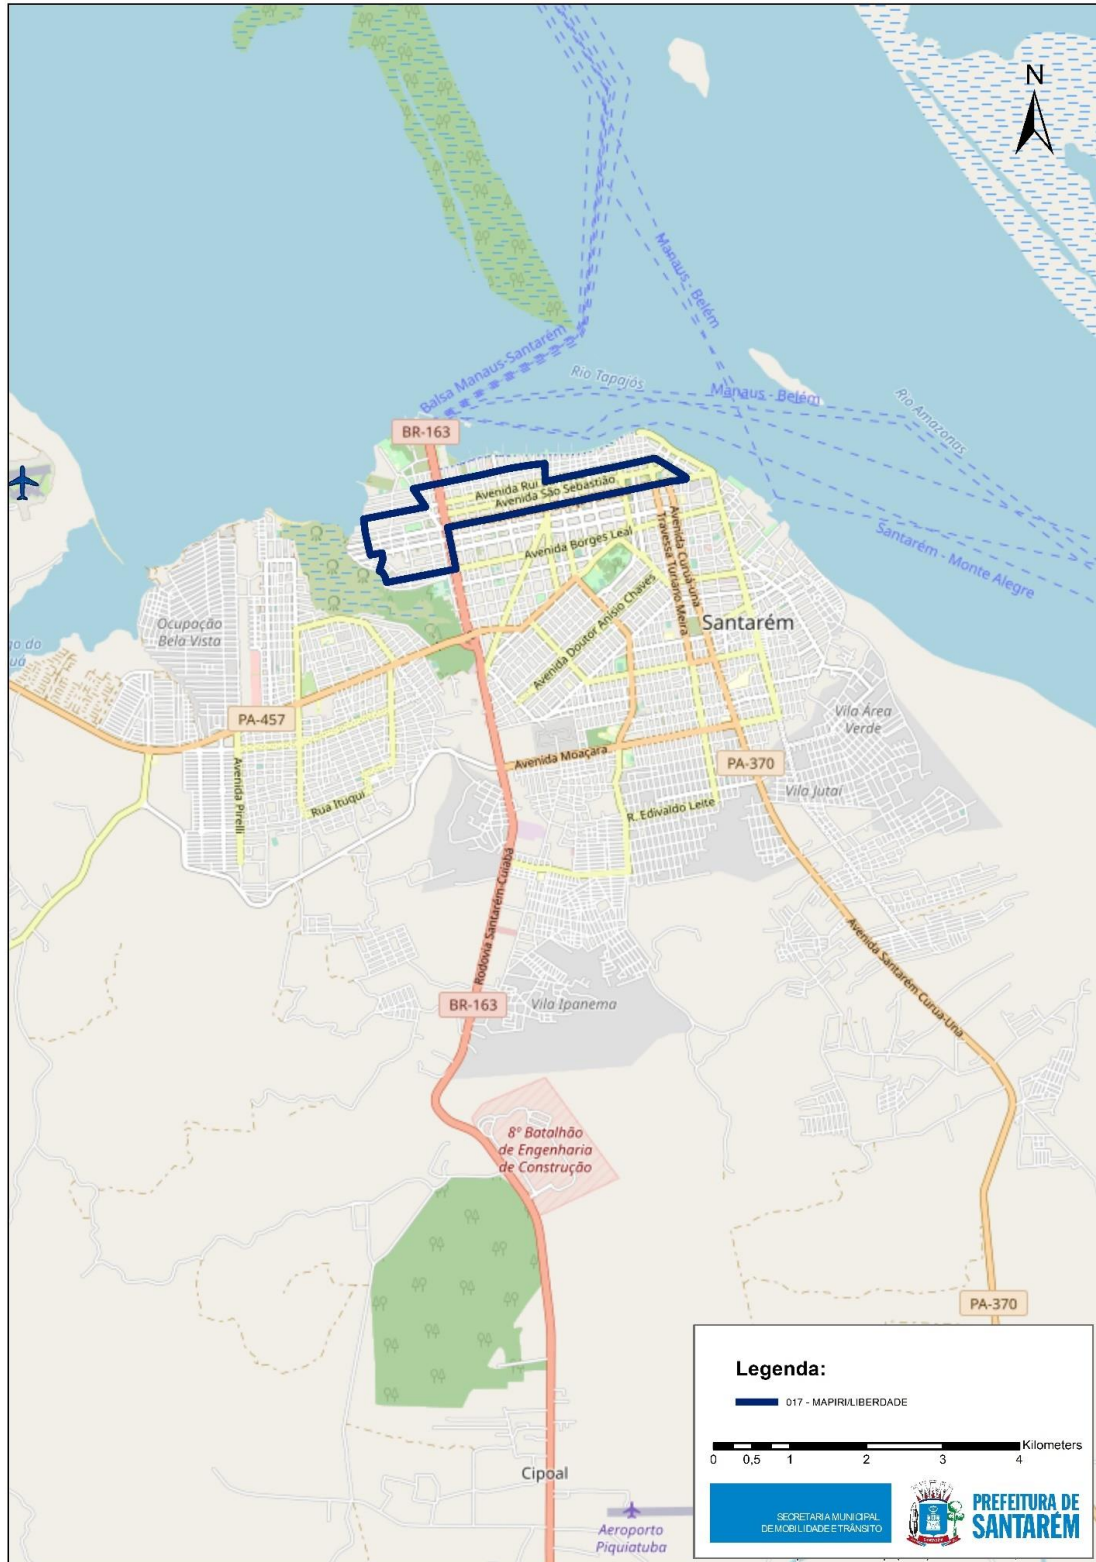 N
Balsa Manaus-Santarém
Manaus - Belém
Rio Tapajós
Manaus - Belém
Rio Amazonas
BR-163
Avenida Rui
Avenida São Sebastião
Avenida Borges Leal
Avenida Curuá-una
Travessa Turiano Meira
Santarém - Monte Alegre
Ocupação
Bela Vista
Santarém
Avenida Doutor Anisio Chaves
go do
ua
PA-457
Vila Área
Verde
Avenida Moaçara
PA-370
Avenida Pirelli
Rua Ituqui
Vila Jutaí
R. Edivaldo Leite
Rodovia Santarém-Cuiabá
Avenida Santarém Curuá-Una
BR-163
Vila Ipanema
8º Batalhão
de Engenharia
de Construção
PA-370
Cipoal
Aeroporto
Piquiatuba
Legenda:
017 - MAPIRI/LIBERDADE
Kilometers
0 0,5 1 2 3 4
SECRETARIA MUNICIPAL
DE MOBILIDADE E TRÂNSITO
PREFEITURA DE
SANTARÉM